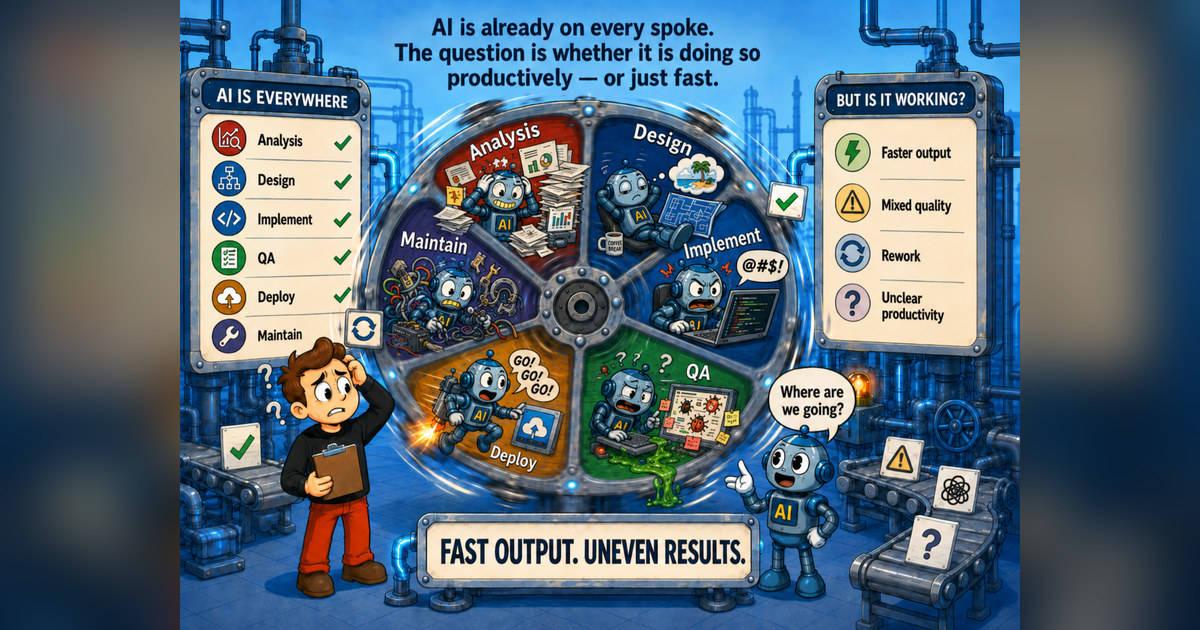 AI is already on every spoke.
The question is whether it is doing so
productively — or just fast.
AI IS EVERYWHERE
Analysis
Design
Implement
QA
Deploy
Maintain
Analysis
AI
Design
AI
COFFEE
BREAK
Implement
@#$!
AI
Maintain
AI
GO!
GO!
GO!
AI
Deploy
? ? ?
QA
AI
BUT IS IT WORKING?
Faster output
Mixed quality
Rework
?
Unclear
productivity
?
?
Where are
we going?
AI
!
!
?
FAST OUTPUT. UNEVEN RESULTS.